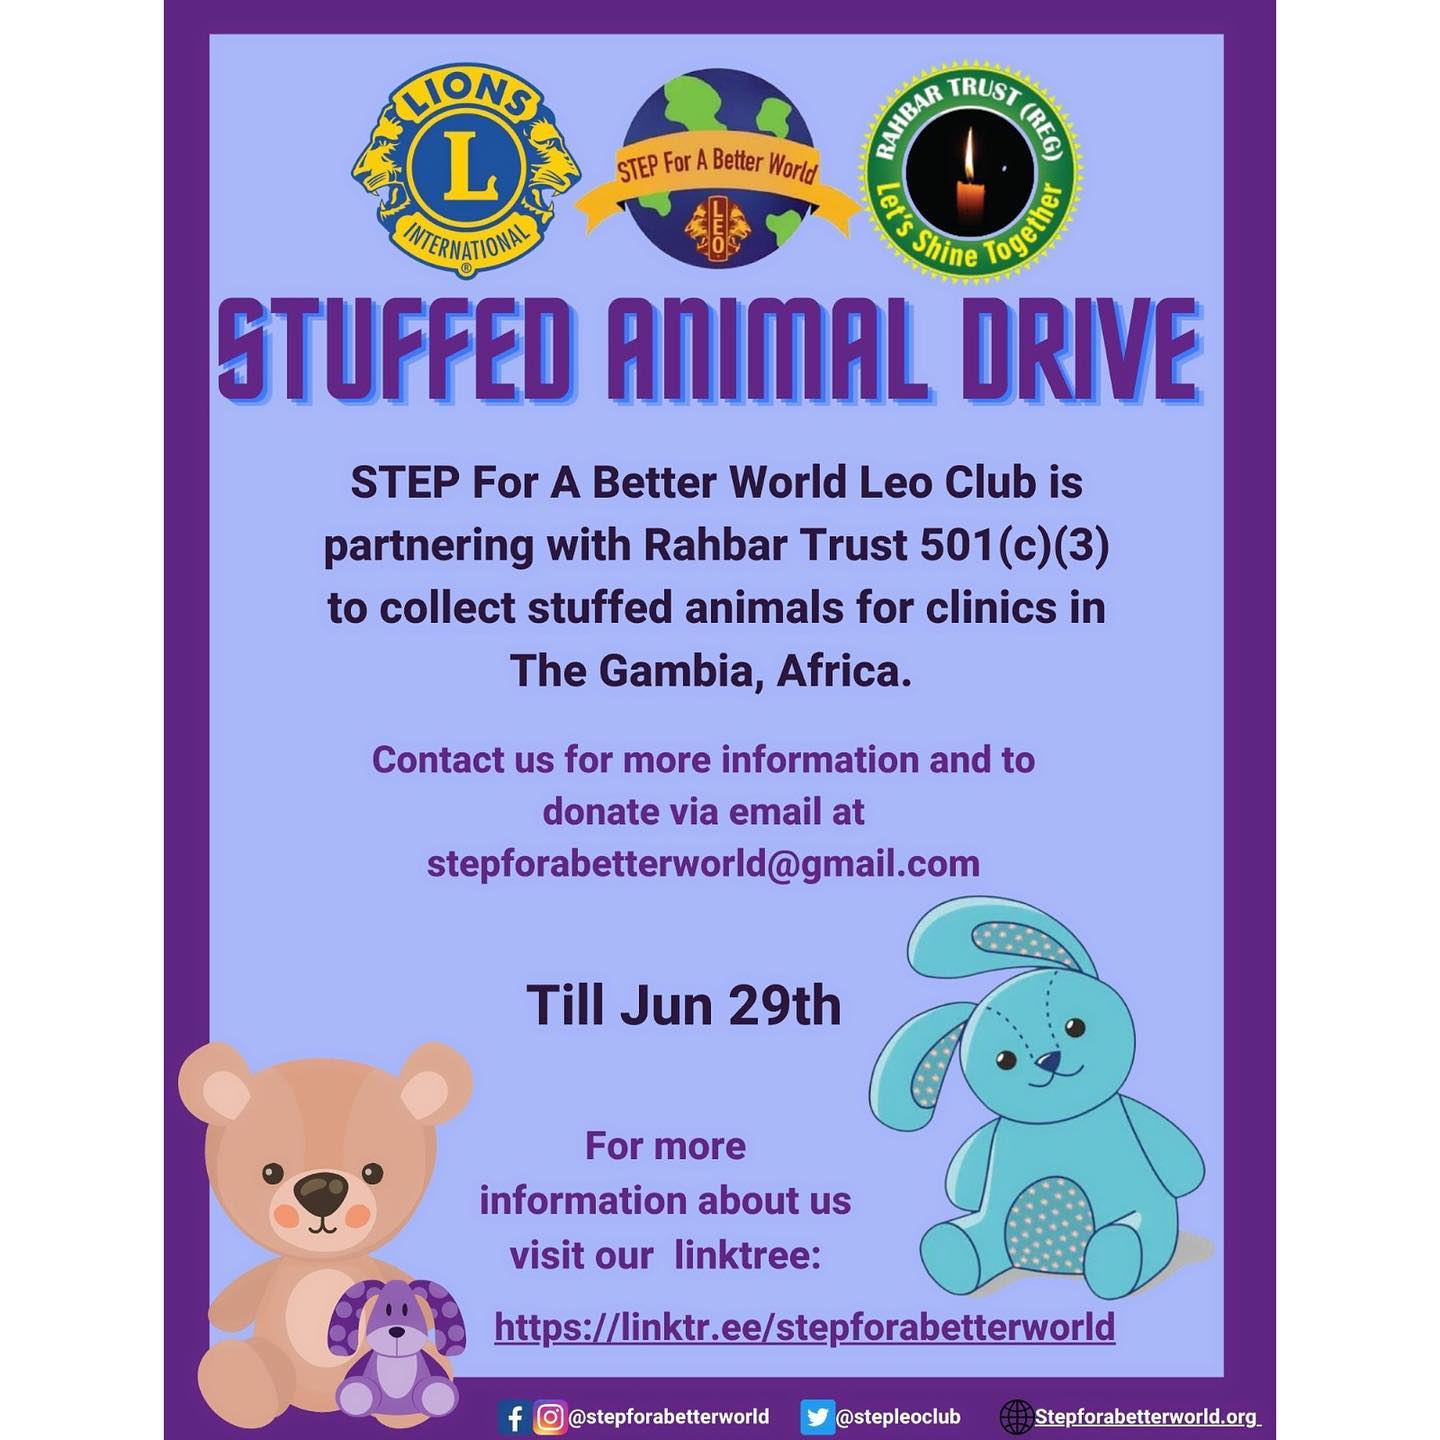 LIONS
L
INTERNATIONAL
®
STEP For A Better World
LEO
RAHBAR TRUST (REG)
Let's Shine Together
STUFFED ANIMAL DRIVE
STEP For A Better World Leo Club is
partnering with Rahbar Trust 501(c)(3)
to collect stuffed animals for clinics in
The Gambia, Africa.
Contact us for more information and to
donate via email at
stepforabetterworld@gmail.com
Till Jun 29th
For more
information about us
visit our linktree:
https://linktr.ee/stepforabetterworld
@stepforabetterworld @stepleoclub Stepforabetterworld.org